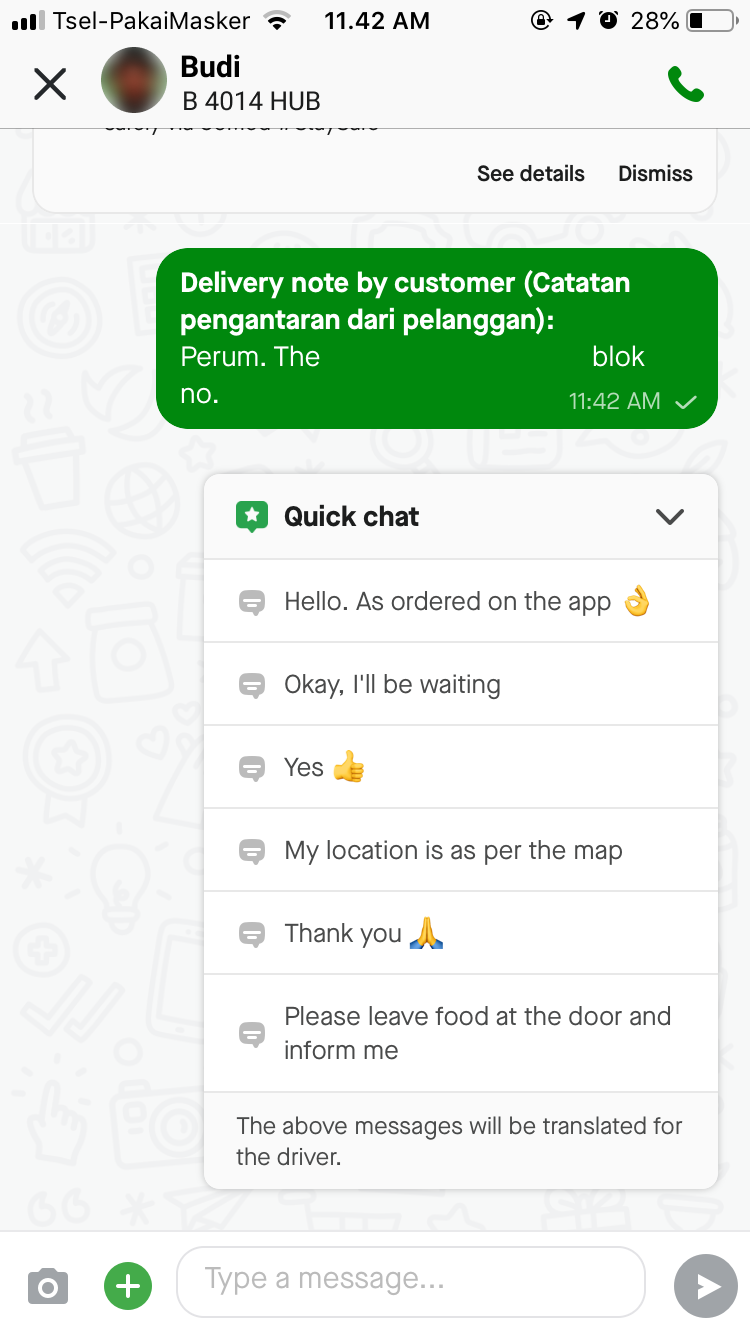 Tsel-PakaiMasker 11.42 AM 28%
Budi
B 4014 HUB
See details Dismiss
Delivery note by customer (Catatan
pengantaran dari pelanggan):
Perum. The blok
no.
11:42 AM
Quick chat
Hello. As ordered on the app 👌
Okay, I'll be waiting
Yes 👍
My location is as per the map
Thank you 🙏
Please leave food at the door and
inform me
The above messages will be translated for
the driver.
Type a message...